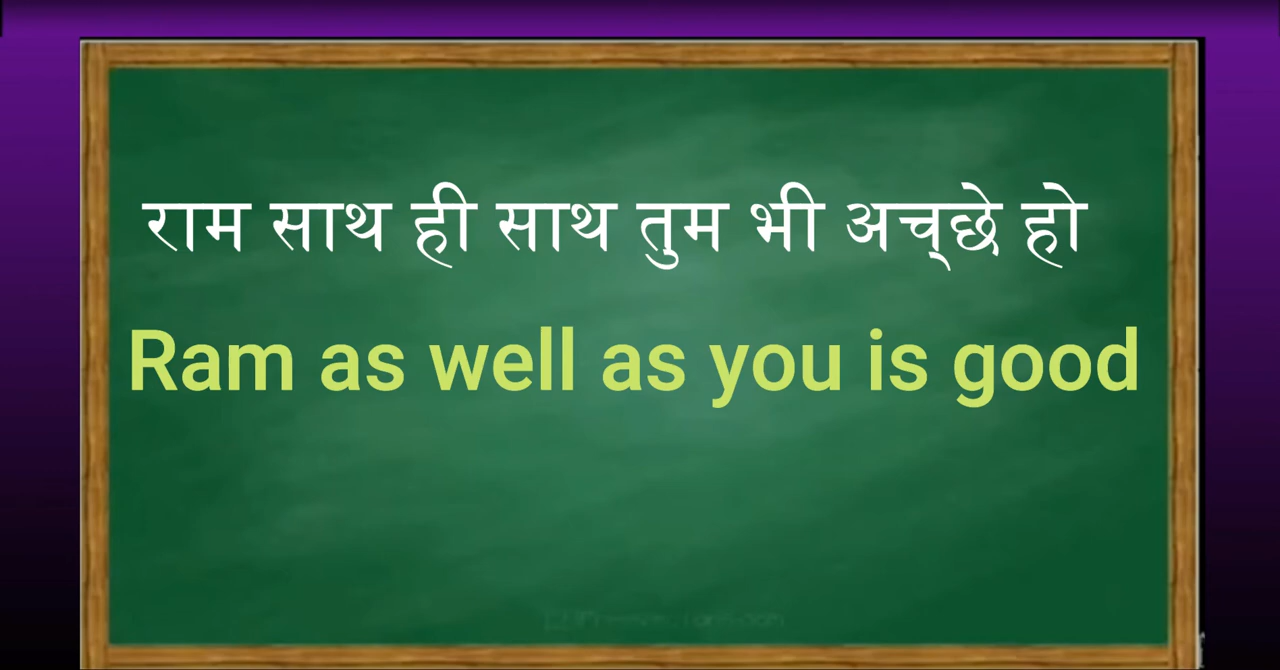 राम साथ ही साथ तुम भी अच्छे हो
Ram as well as you is good